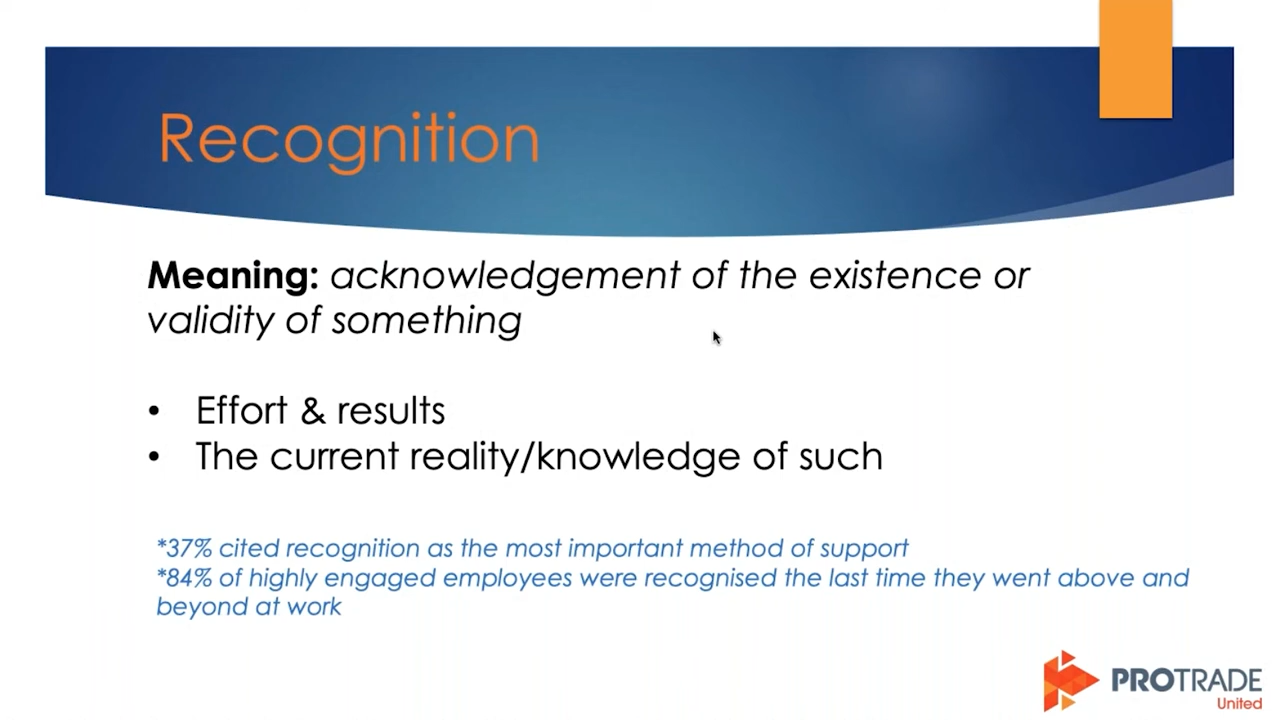 Recognition
Meaning: acknowledgement of the existence or
validity of something
• Effort & results
• The current reality/knowledge of such
*37% cited recognition as the most important method of support
*84% of highly engaged employees were recognised the last time they went above and
beyond at work
PROTRADE
United